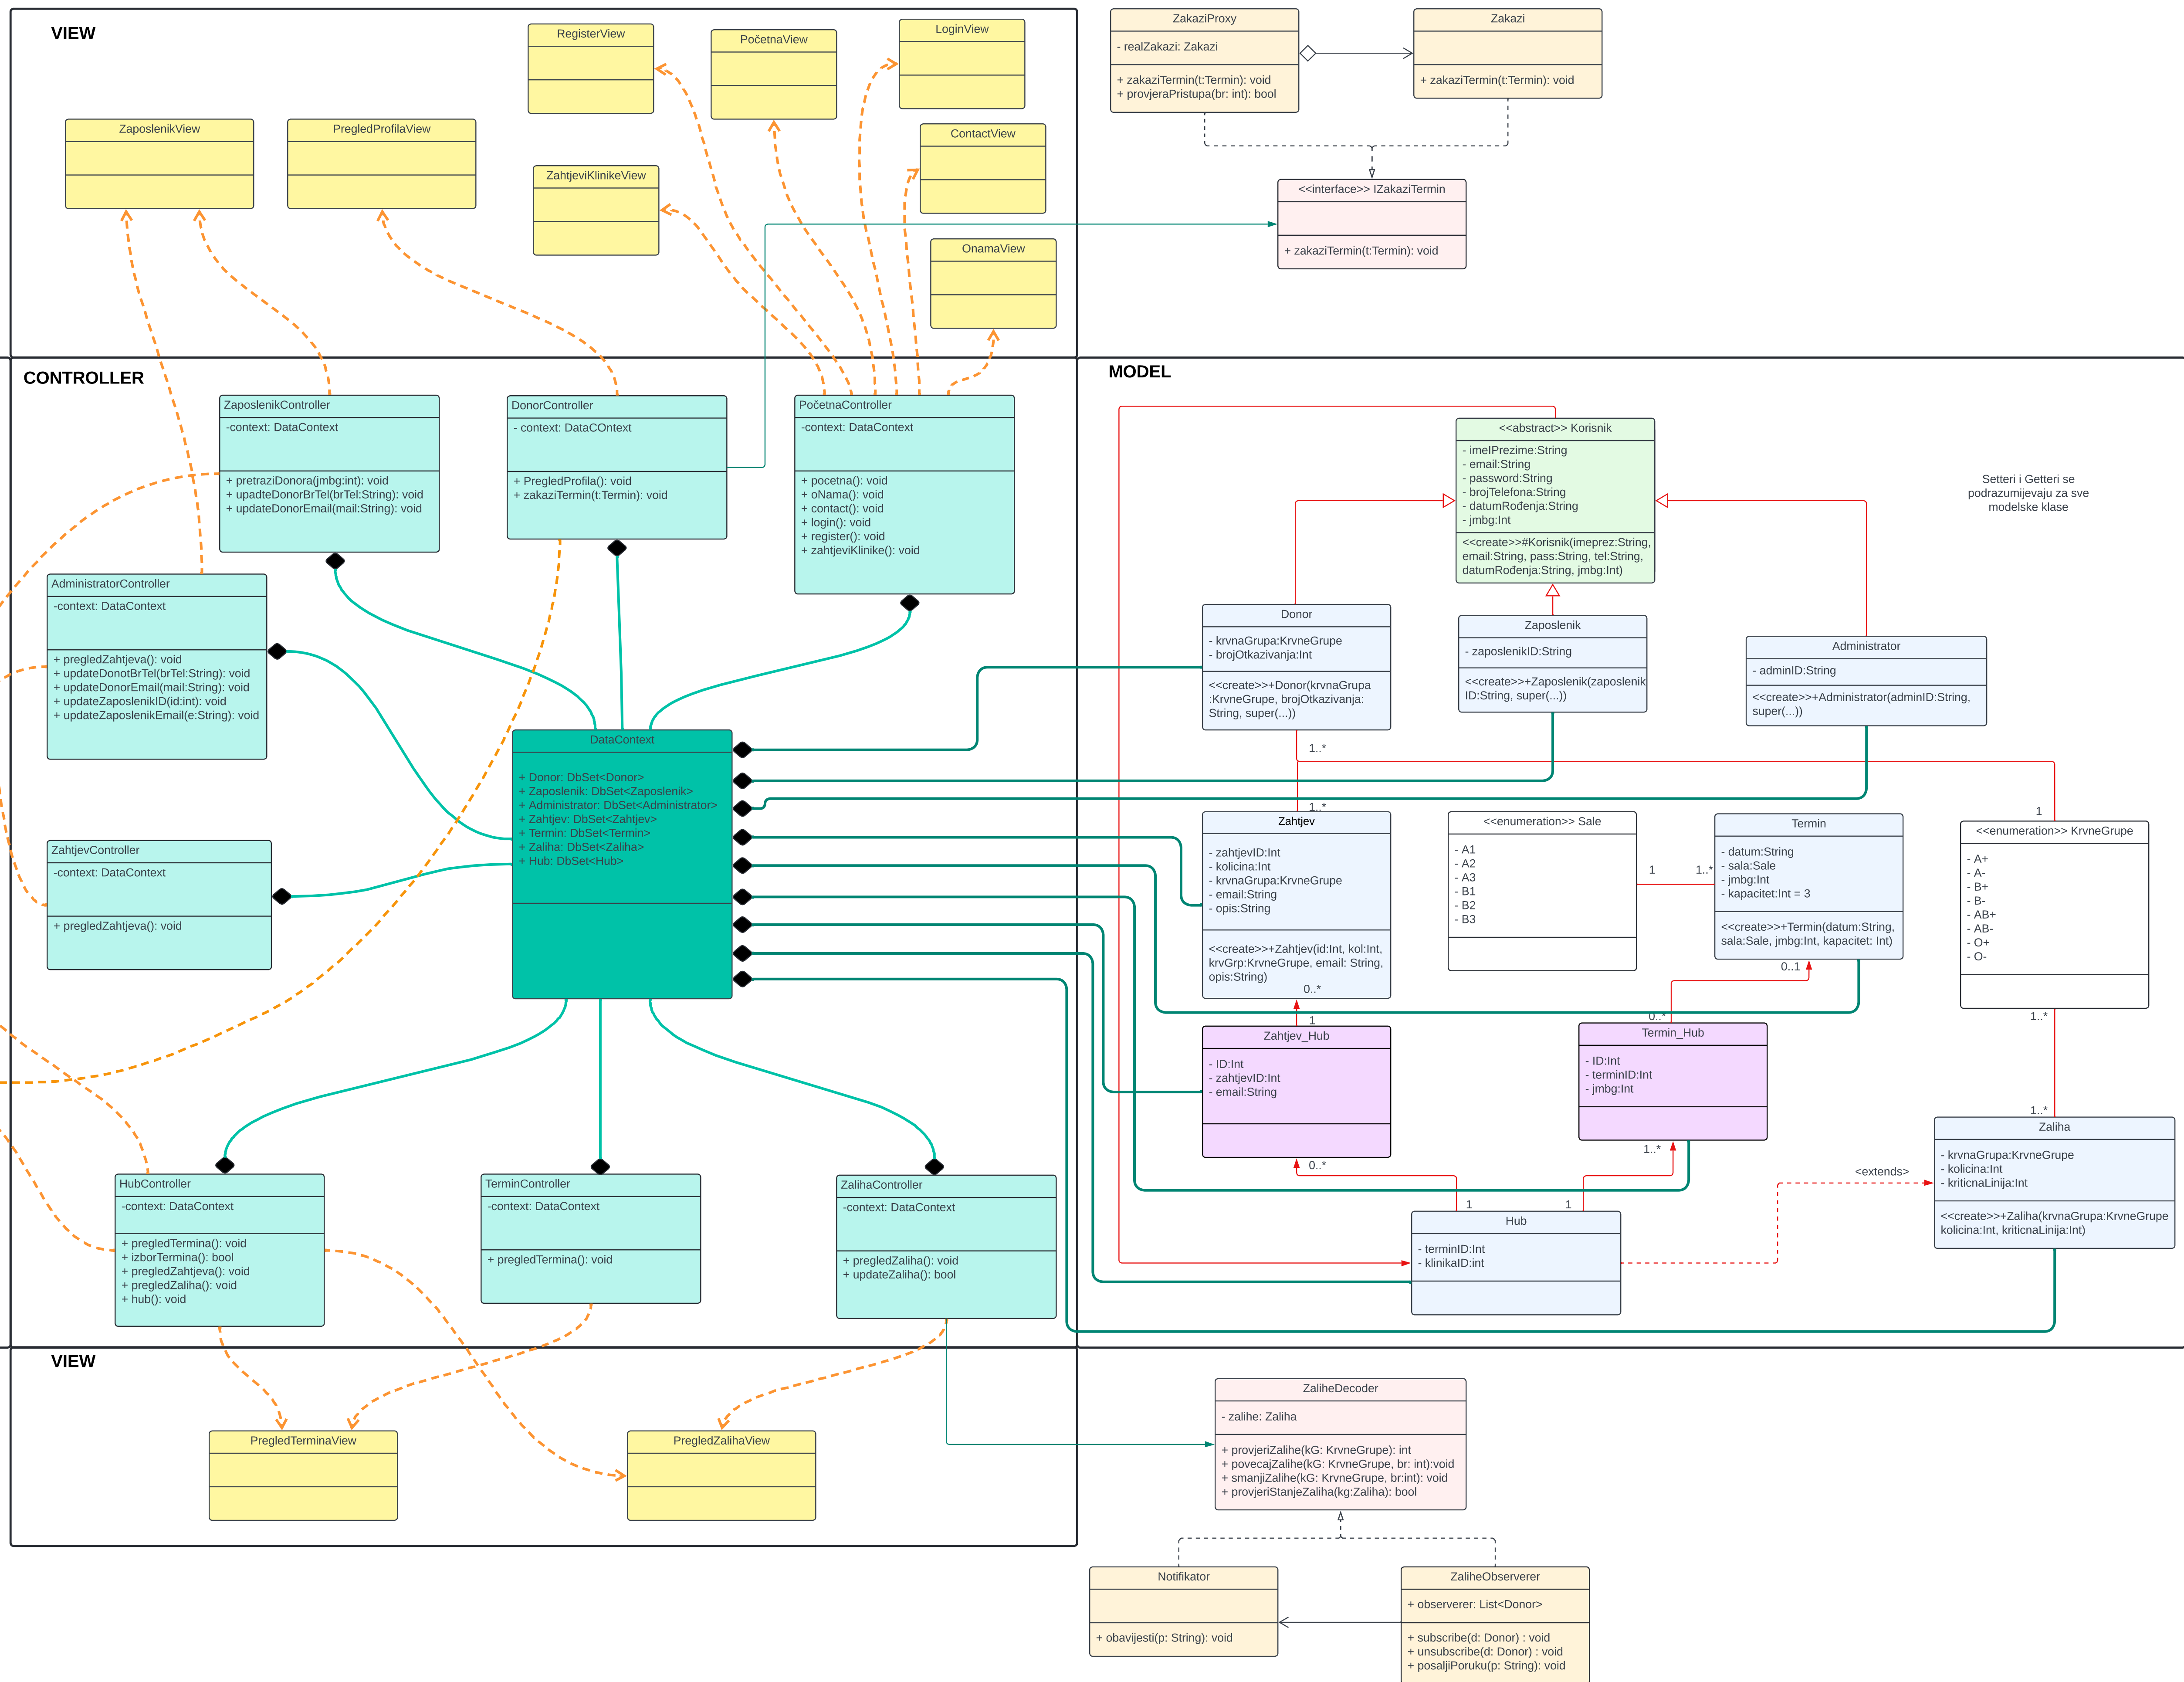 VIEW
RegisterView
PočetnaView
LoginView
ZaposlenikView
PregledProfilaView
ContactView
ZahtjeviKlinikeView
OnamaView
ZakaziProxy
- realZakazi: Zakazi
+ zakaziTermin(t:Termin): void
+ provjeraPristupa(br: int): bool
Zakazi
+ zakaziTermin(t:Termin): void
<<interface>> IZakaziTermin
+ zakaziTermin(t:Termin): void
CONTROLLER
ZaposlenikController
-context: DataContext
+ pretraziDonora(jmbg:int): void
+ upadteDonorBrTel(brTel:String): void
+ updateDonorEmail(mail:String): void
DonorController
- context: DataCOntext
+ PregledProfila(): void
+ zakaziTermin(t:Termin): void
PočetnaController
-context: DataContext
+ pocetna(): void
+ oNama(): void
+ contact(): void
+ login(): void
+ register(): void
+ zahtjeviKlinike(): void
AdministratorController
-context: DataContext
+ pregledZahtjeva(): void
+ updateDonotBrTel(brTel:String): void
+ updateDonorEmail(mail:String): void
+ updateZaposlenikID(id:int): void
+ updateZaposlenikEmail(e:String): void
DataContext
+ Donor: DbSet<Donor>
+ Zaposlenik: DbSet<Zaposlenik>
+ Administrator: DbSet<Administrator>
+ Zahtjev: DbSet<Zahtjev>
+ Termin: DbSet<Termin>
+ Zaliha: DbSet<Zaliha>
+ Hub: DbSet<Hub>
ZahtjevController
-context: DataContext
+ pregledZahtjeva(): void
HubController
-context: DataContext
+ pregledTermina(): void
+ izborTermina(): bool
+ pregledZahtjeva(): void
+ pregledZaliha(): void
+ hub(): void
TerminController
-context: DataContext
+ pregledTermina(): void
ZalihaController
-context: DataContext
+ pregledZaliha(): void
+ updateZaliha(): bool
MODEL
<<abstract>> Korisnik
- imeIPrezime:String
- email:String
- password:String
- brojTelefona:String
- datumRođenja:String
- jmbg:Int
<<create>>#Korisnik(imeprez:String,
email:String, pass:String, tel:String,
datumRođenja:String, jmbg:Int)
Setteri i Getteri se
podrazumijevaju za sve
modelske klase
Donor
- krvnaGrupa:KrvneGrupe
- brojOtkazivanja:Int
<<create>>+Donor(krvnaGrupa
:KrvneGrupe, brojOtkazivanja:
String, super(...))
Zaposlenik
- zaposlenikID:String
<<create>>+Zaposlenik(zaposlenik
ID:String, super(...))
Administrator
- adminID:String
<<create>>+Administrator(adminID:String,
super(...))
1..*
1..*
1
Zahtjev
- zahtjevID:Int
- kolicina:Int
- krvnaGrupa:KrvneGrupe
- email:String
- opis:String
<<create>>+Zahtjev(id:Int, kol:Int,
krvGrp:KrvneGrupe, email: String,
opis:String)
0..*
<<enumeration>> Sale
- A1
- A2
- A3
- B1
- B2
- B3
1
1..*
Termin
- datum:String
- sala:Sale
- jmbg:Int
- kapacitet:Int = 3
<<create>>+Termin(datum:String,
sala:Sale, jmbg:Int, kapacitet: Int)
0..1
<<enumeration>> KrvneGrupe
- A+
- A-
- B+
- B-
- AB+
- AB-
- O+
- O-
1..*
1
Zahtjev_Hub
- ID:Int
- zahtjevID:Int
- email:String
0..*
0..*
Termin_Hub
- ID:Int
- terminID:Int
- jmbg:Int
1..*
1..*
Zaliha
- krvnaGrupa:KrvneGrupe
- kolicina:Int
- kriticnaLinija:Int
<<create>>+Zaliha(krvnaGrupa:KrvneGrupe
kolicina:Int, kriticnaLinija:Int)
<extends>
1
1
Hub
- terminID:Int
- klinikaID:int
VIEW
PregledTerminaView
PregledZalihaView
ZaliheDecoder
- zalihe: Zaliha
+ provjeriZalihe(kG: KrvneGrupe): int
+ povecajZalihe(kG: KrvneGrupe, br: int):void
+ smanjiZalihe(kG: KrvneGrupe, br:int): void
+ provjeriStanjeZaliha(kg:Zaliha): bool
Notifikator
+ obavijesti(p: String): void
ZaliheObserverer
+ observerer: List<Donor>
+ subscribe(d: Donor) : void
+ unsubscribe(d: Donor) : void
+ posaljiPoruku(p: String): void